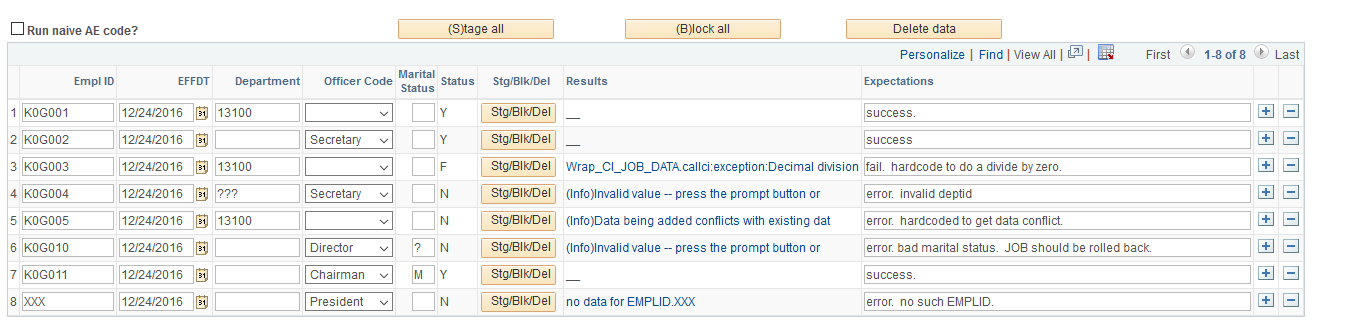 Run naive AE code? (S)tage all (B)lock all Delete data
Personalize | Find | View All | | First 1-8 of 8 Last
Empl ID EFFDT Department Officer Code Marital Status Status Stg/Blk/Del Results Expectations
1 K0G001 12/24/2016 31 13100 Y Stg/Blk/Del __ success.
2 K0G002 12/24/2016 31 Secretary Y Stg/Blk/Del __ success
3 K0G003 12/24/2016 31 13100 F Stg/Blk/Del Wrap_CI_JOB_DATA.callci:exception:Decimal division fail. hardcode to do a divide by zero.
4 K0G004 12/24/2016 31 ??? Secretary N Stg/Blk/Del (Info)Invalid value -- press the prompt button or error. invalid deptid
5 K0G005 12/24/2016 31 13100 N Stg/Blk/Del (Info)Data being added conflicts with existing dat error. hardcoded to get data conflict.
6 K0G010 12/24/2016 31 Director ? N Stg/Blk/Del (Info)Invalid value -- press the prompt button or error. bad marital status. JOB should be rolled back.
7 K0G011 12/24/2016 31 Chairman M Y Stg/Blk/Del __ success.
8 XXX 12/24/2016 31 President N Stg/Blk/Del no data for EMPLID.XXX error. no such EMPLID.